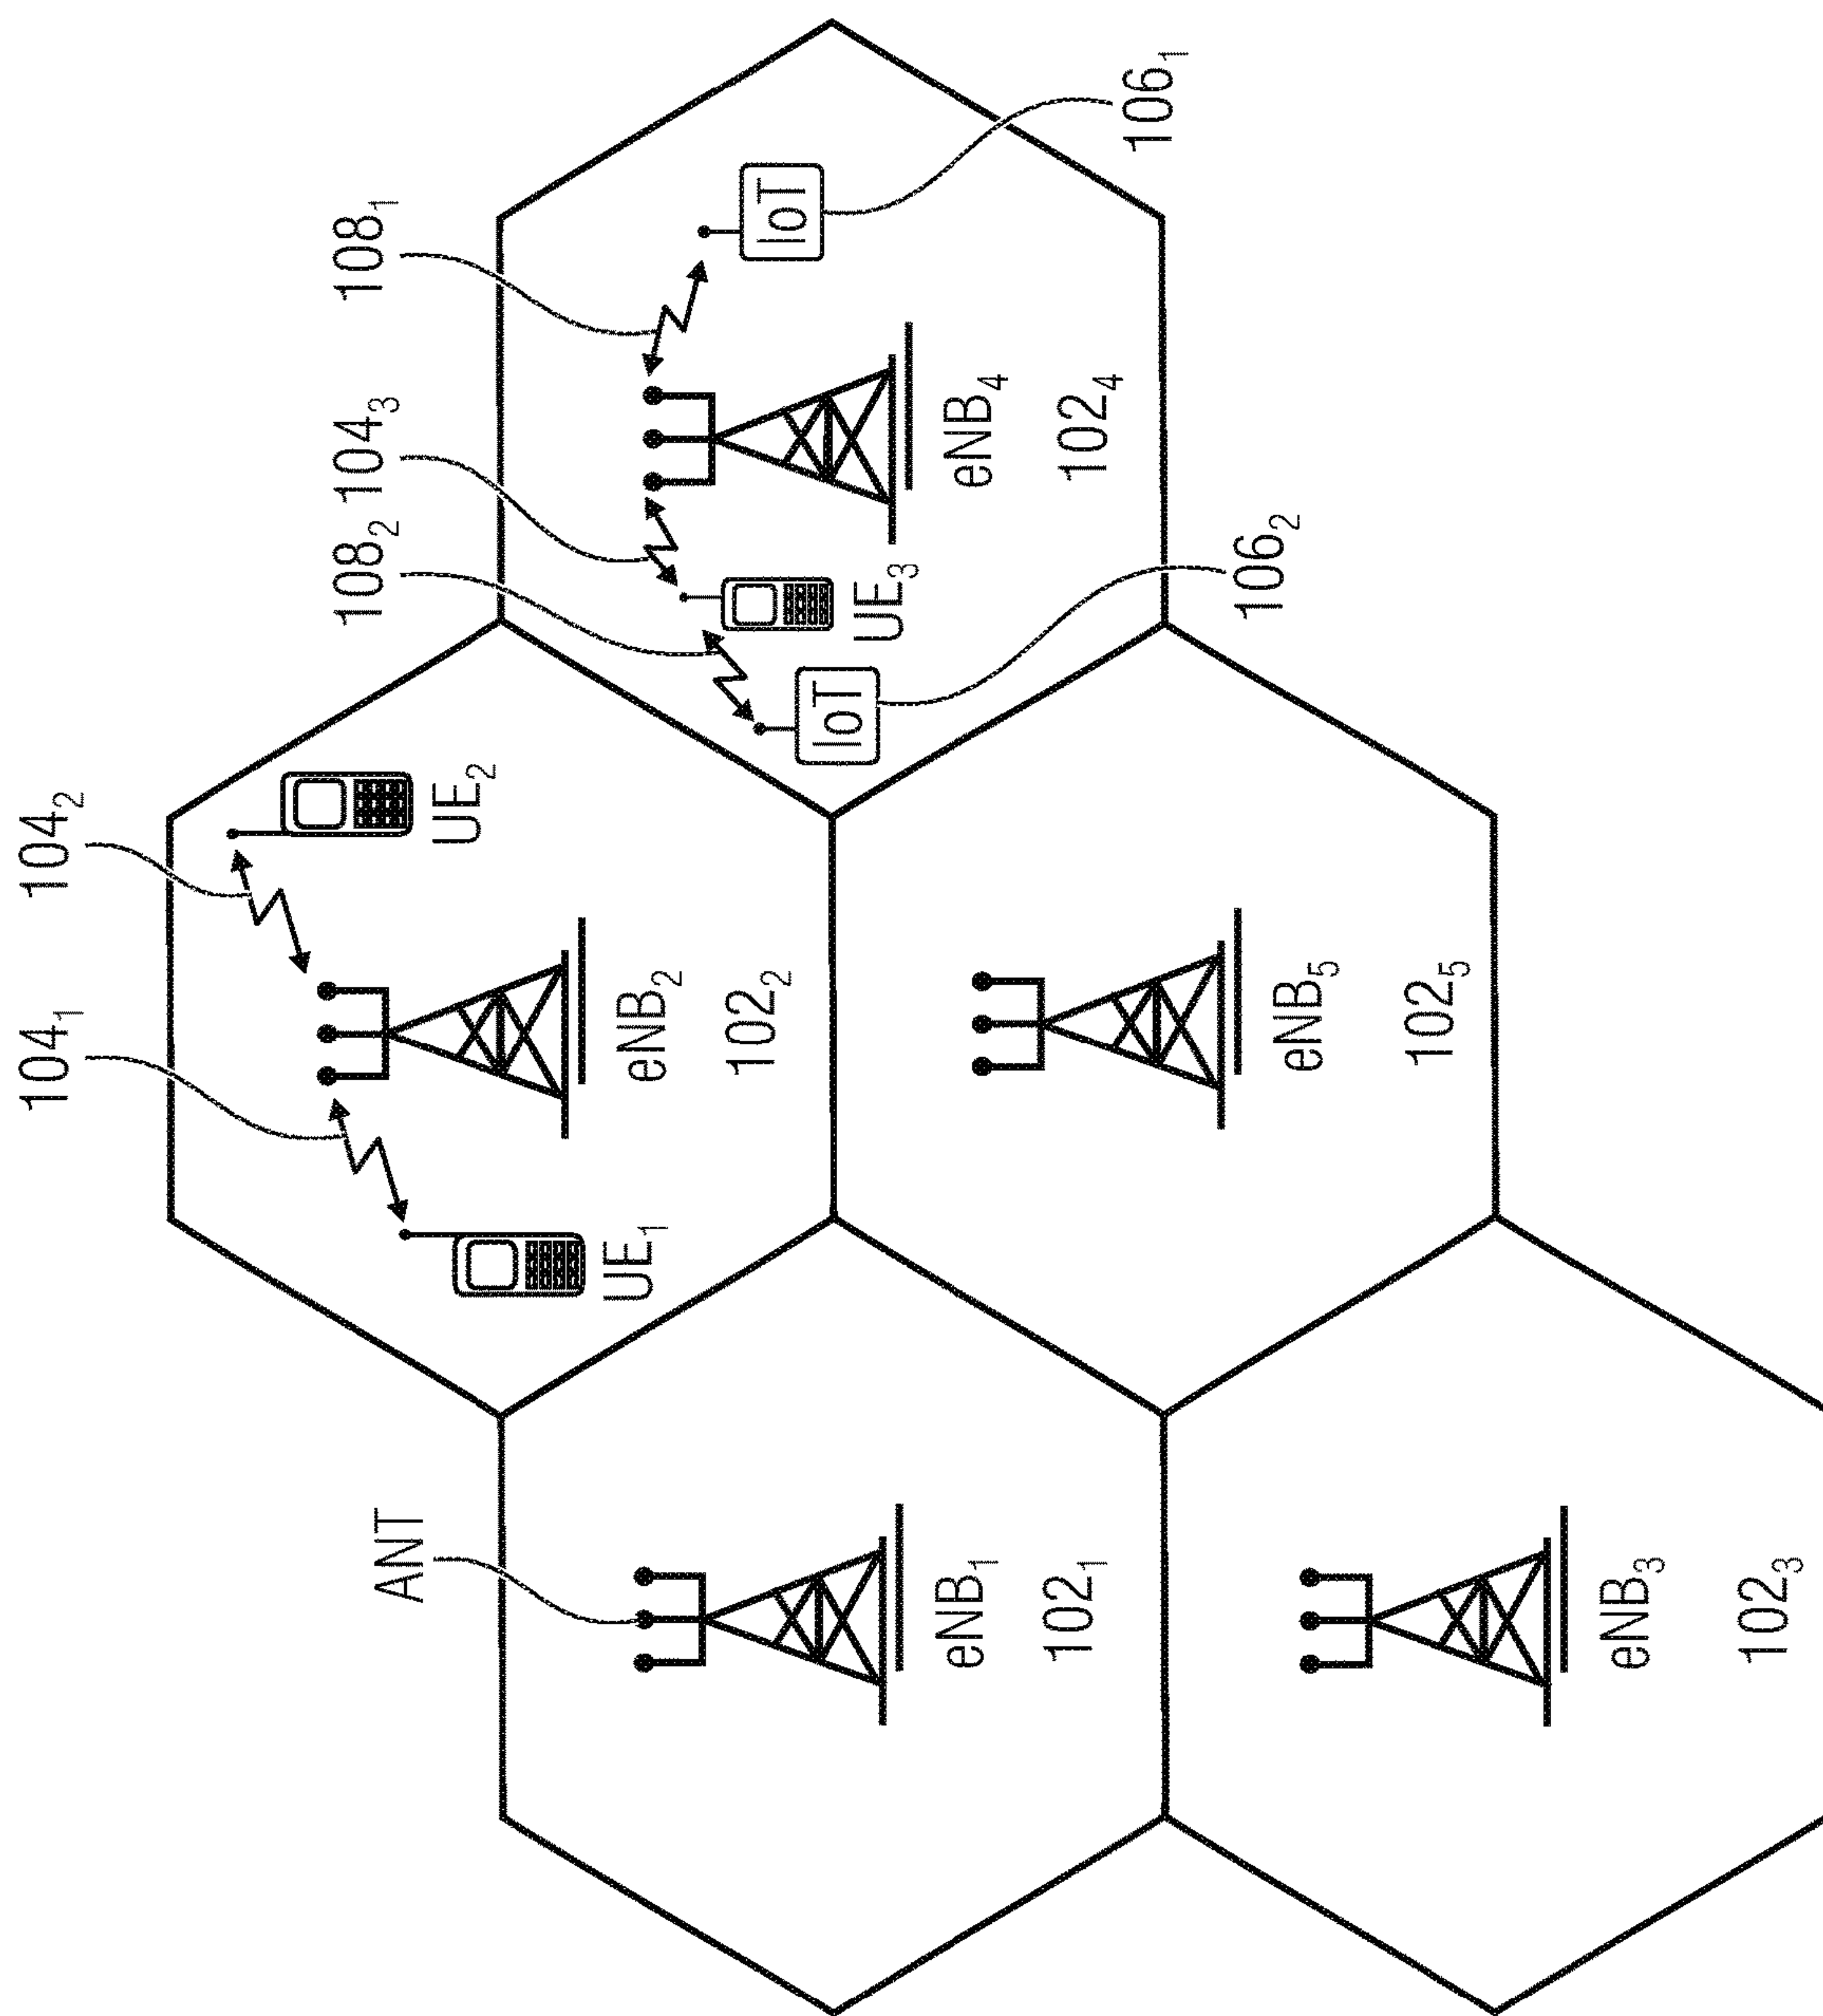 104₁
104₂
108₂
104₃
108₁
ANT
UE₂
UE₁
eNB₂
102₂
IoT
IoT
UE₃
eNB₁
eNB₄
102₁
102₄
106₁
106₂
eNB₅
102₅
eNB₃
102₃